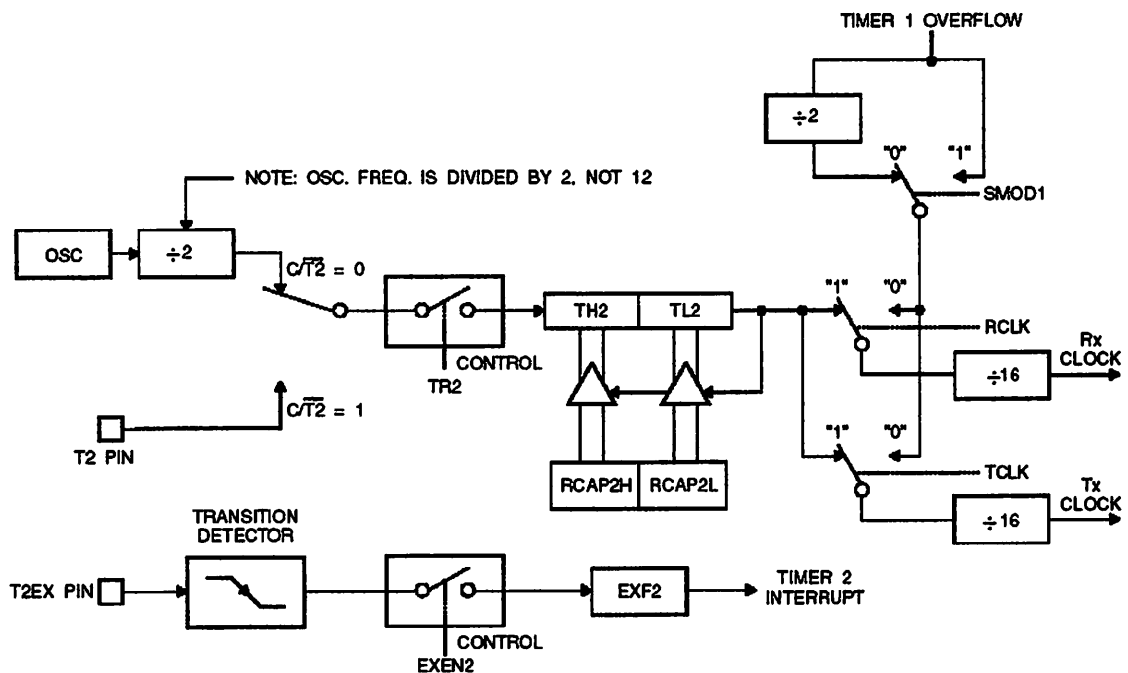 TIMER 1 OVERFLOW
÷2
"0" "1"
NOTE: OSC. FREQ. IS DIVIDED BY 2, NOT 12
SMOD1
OSC
÷2
C/T2̅ = 0
TH2
TL2
"1" "0"
RCLK
CONTROL
TR2
Rx
CLOCK
÷16
C/T2̅ = 1
T2 PIN
"1" "0"
RCAP2H
RCAP2L
TCLK
Tx
CLOCK
÷16
TRANSITION
DETECTOR
T2EX PIN
EXF2
TIMER 2
INTERRUPT
CONTROL
EXEN2